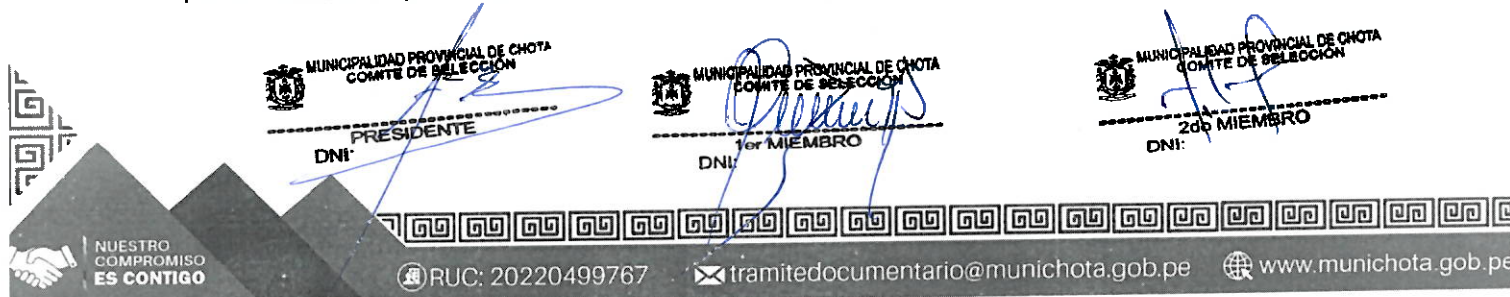 MUNICIPALIDAD PROVINCIAL DE CHOTA
COMITE DE SELECCIÓN
PRESIDENTE
DNI:
MUNICIPALIDAD PROVINCIAL DE CHOTA
COMITE DE SELECCIÓN
1er MIEMBRO
DNI:
MUNICIPALIDAD PROVINCIAL DE CHOTA
COMITE DE SELECCIÓN
2do MIEMBRO
DNI:
NUESTRO
COMPROMISO
ES CONTIGO
RUC: 20220499767
tramitedocumentario@munichota.gob.pe
www.munichota.gob.pe